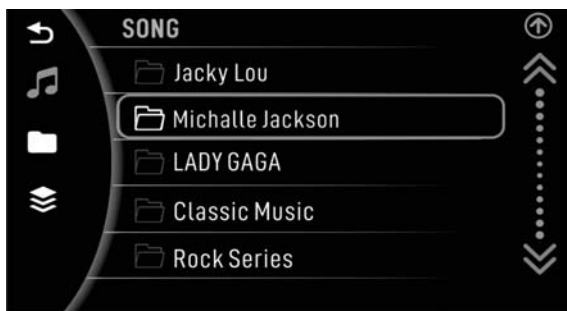 SONG
Jacky Lou
Michalle Jackson
LADY GAGA
Classic Music
Rock Series